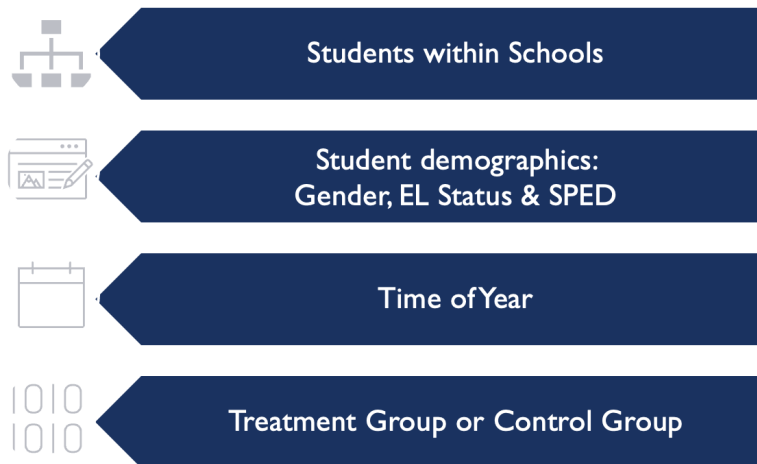 Students within Schools
Student demographics:
Gender, EL Status & SPED
Time of Year
1010
1010
Treatment Group or Control Group